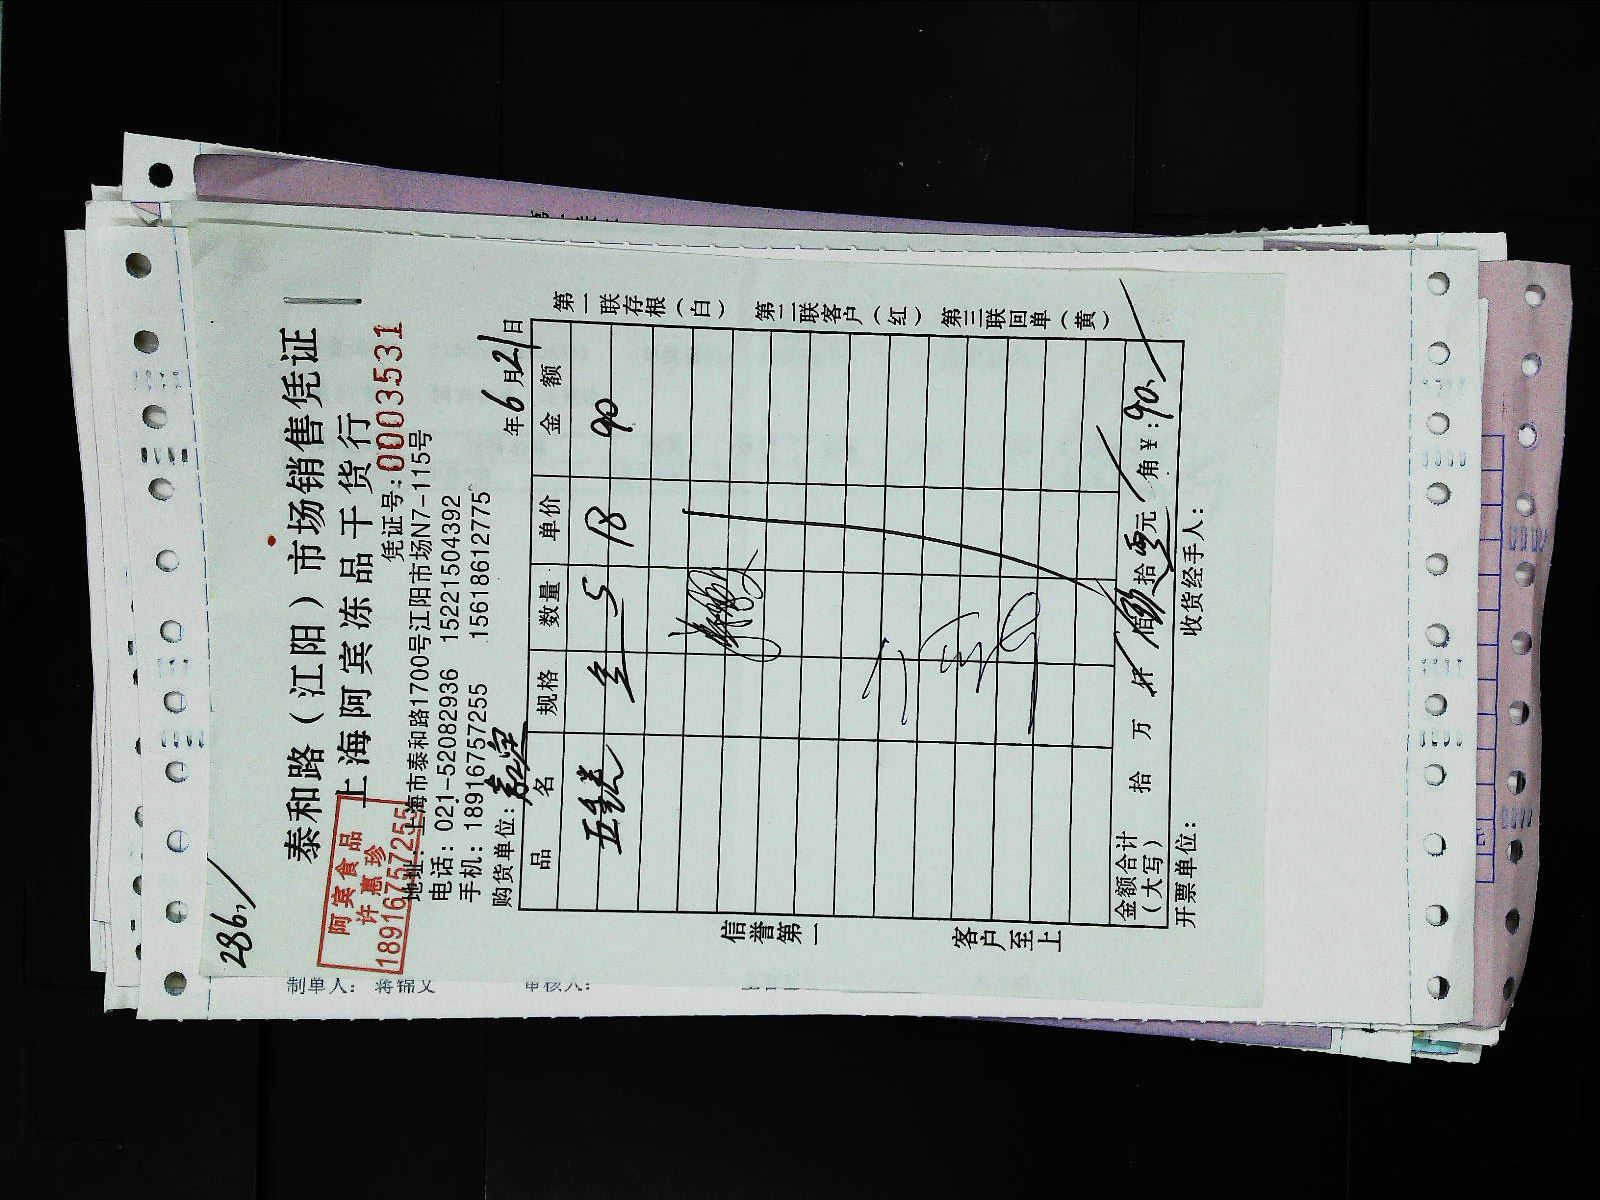 286
泰和路（江阳）市场销售凭证
上海阿宾冻品干货行
凭证号：0003531
阿宾食品
许惠珍
18916757255
地址：上海市泰和路1700号江阳市场N7-115号
电话：021-52082936 15221504392
手机：18916757255 15618612775
购货单位： 年6月21日
品名 规格 数量 单价 金额
5 18 90
第一联存根（白） 第二联客户（红） 第三联回单（黄）
信誉第一 客户至上
金额合计（大写） 拾 万 仟 佰 玖 拾 零 元 角 ￥：90.
开票单位： 收货经手人：
制单人： 蒋锦文 审核人：